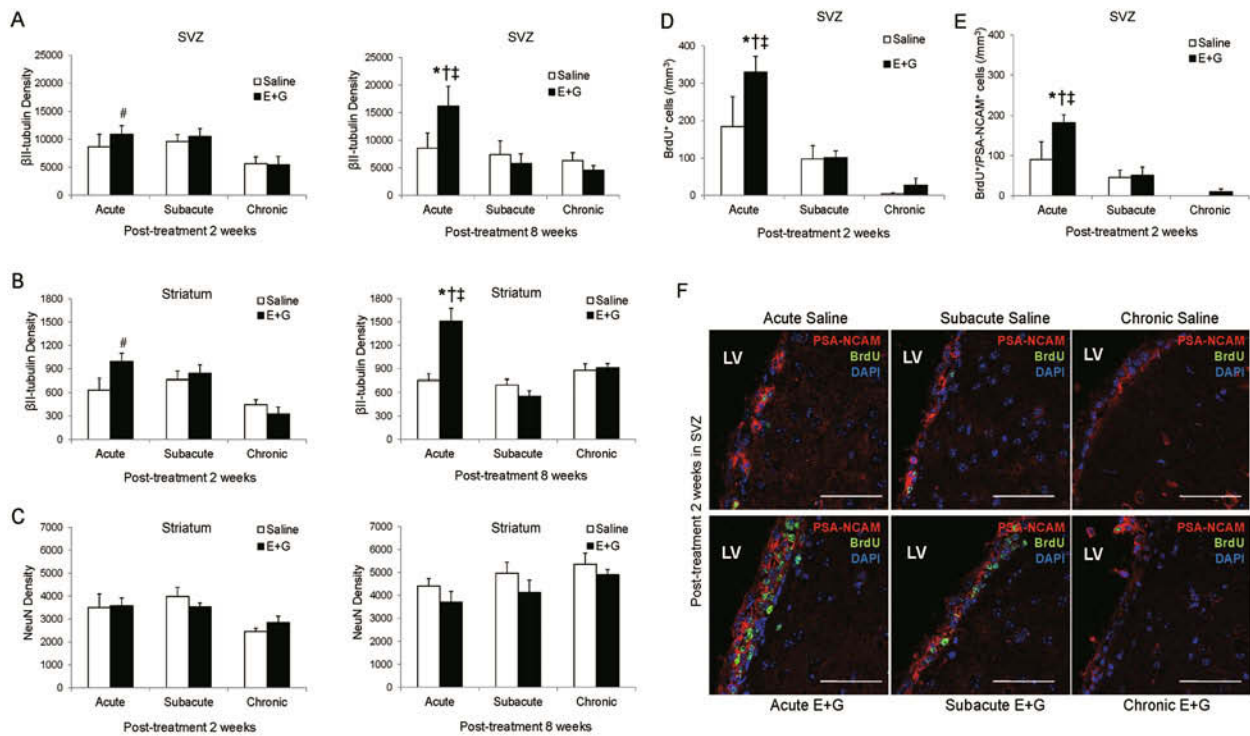 A
SVZ
βII-tubulin Density
25000
20000
15000
10000
5000
0
Saline
E+G
#
Acute Subacute Chronic
Post-treatment 2 weeks
SVZ
βII-tubulin Density
25000
20000
15000
10000
5000
0
Saline
E+G
*†‡
Acute Subacute Chronic
Post-treatment 8 weeks
B
Striatum
βII-tubulin Density
1800
1500
1200
900
600
300
0
Saline
E+G
#
Acute Subacute Chronic
Post-treatment 2 weeks
Striatum
βII-tubulin Density
1800
1500
1200
900
600
300
0
Saline
E+G
*†‡
Acute Subacute Chronic
Post-treatment 8 weeks
C
Striatum
NeuN Density
7000
6000
5000
4000
3000
2000
1000
0
Saline
E+G
Acute Subacute Chronic
Post-treatment 2 weeks
Striatum
NeuN Density
7000
6000
5000
4000
3000
2000
1000
0
Saline
E+G
Acute Subacute Chronic
Post-treatment 8 weeks
D
SVZ
BrdU⁺ cells (/mm³)
400
300
200
100
0
Saline
E+G
*†‡
Acute Subacute Chronic
Post-treatment 2 weeks
E
SVZ
BrdU⁺/PSA-NCAM⁺ cells (/mm³)
400
300
200
100
0
Saline
E+G
*†‡
Acute Subacute Chronic
Post-treatment 2 weeks
F
Post-treatment 2 weeks in SVZ
Acute Saline
LV
PSA-NCAM
BrdU
DAPI
Subacute Saline
LV
PSA-NCAM
BrdU
DAPI
Chronic Saline
LV
PSA-NCAM
BrdU
DAPI
LV
PSA-NCAM
BrdU
DAPI
Acute E+G
LV
PSA-NCAM
BrdU
DAPI
Subacute E+G
LV
PSA-NCAM
BrdU
DAPI
Chronic E+G